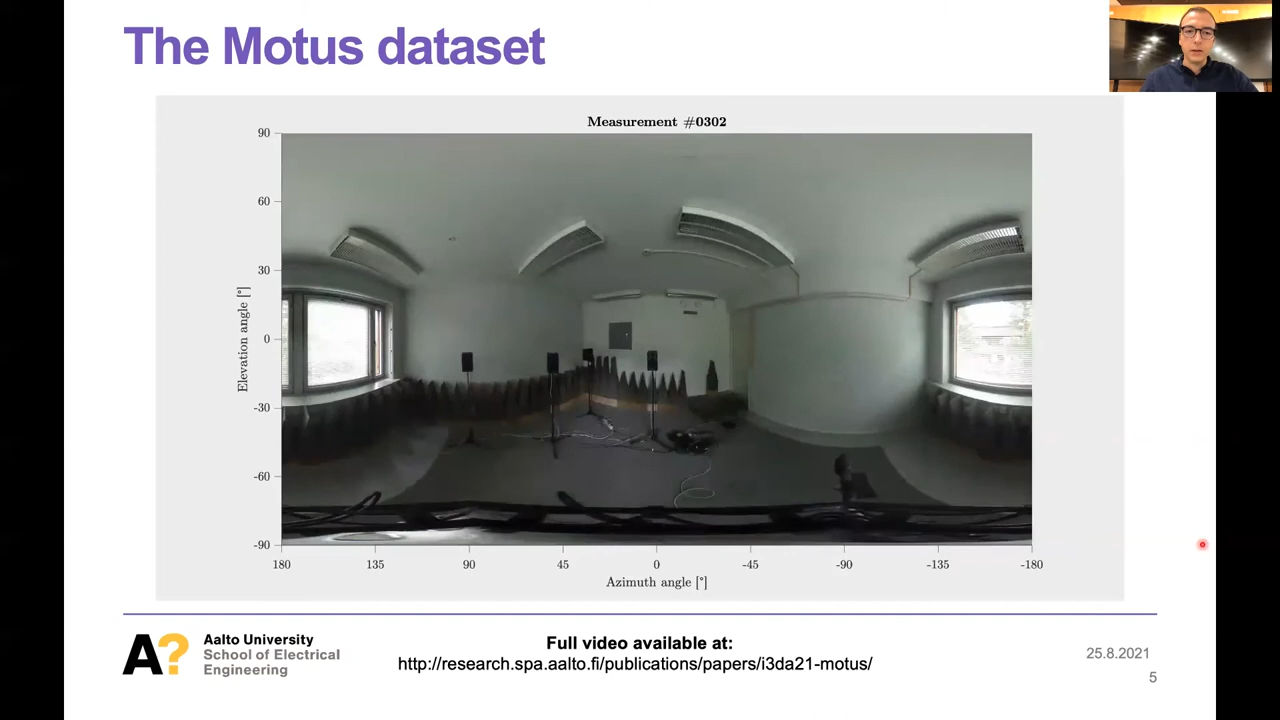 The Motus dataset
Measurement #0302
90
60
30
0
-30
-60
-90
Elevation angle [°]
180
135
90
45
0
-45
-90
-135
-180
Azimuth angle [°]
A?
Aalto University
School of Electrical
Engineering
Full video available at:
http://research.spa.aalto.fi/publications/papers/i3da21-motus/
25.8.2021
5